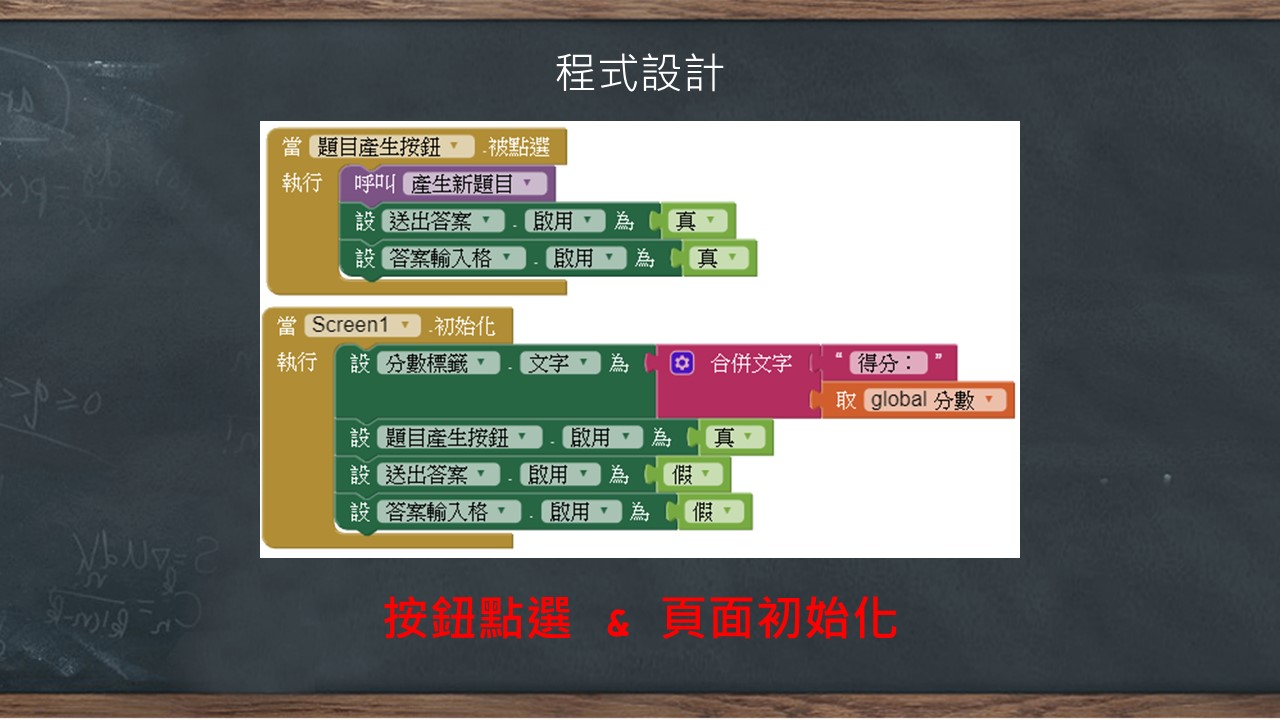 程式設計
當 題目產生按鈕 .被點選
執行 呼叫 產生新題目
設 送出答案 . 啟用 為 真
設 答案輸入格 . 啟用 為 真
當 Screen1 .初始化
執行 設 分數標籤 . 文字 為 合併文字 “ 得分： ”
取 global 分數
設 題目產生按鈕 . 啟用 為 真
設 送出答案 . 啟用 為 假
設 答案輸入格 . 啟用 為 假
按鈕點選 & 頁面初始化